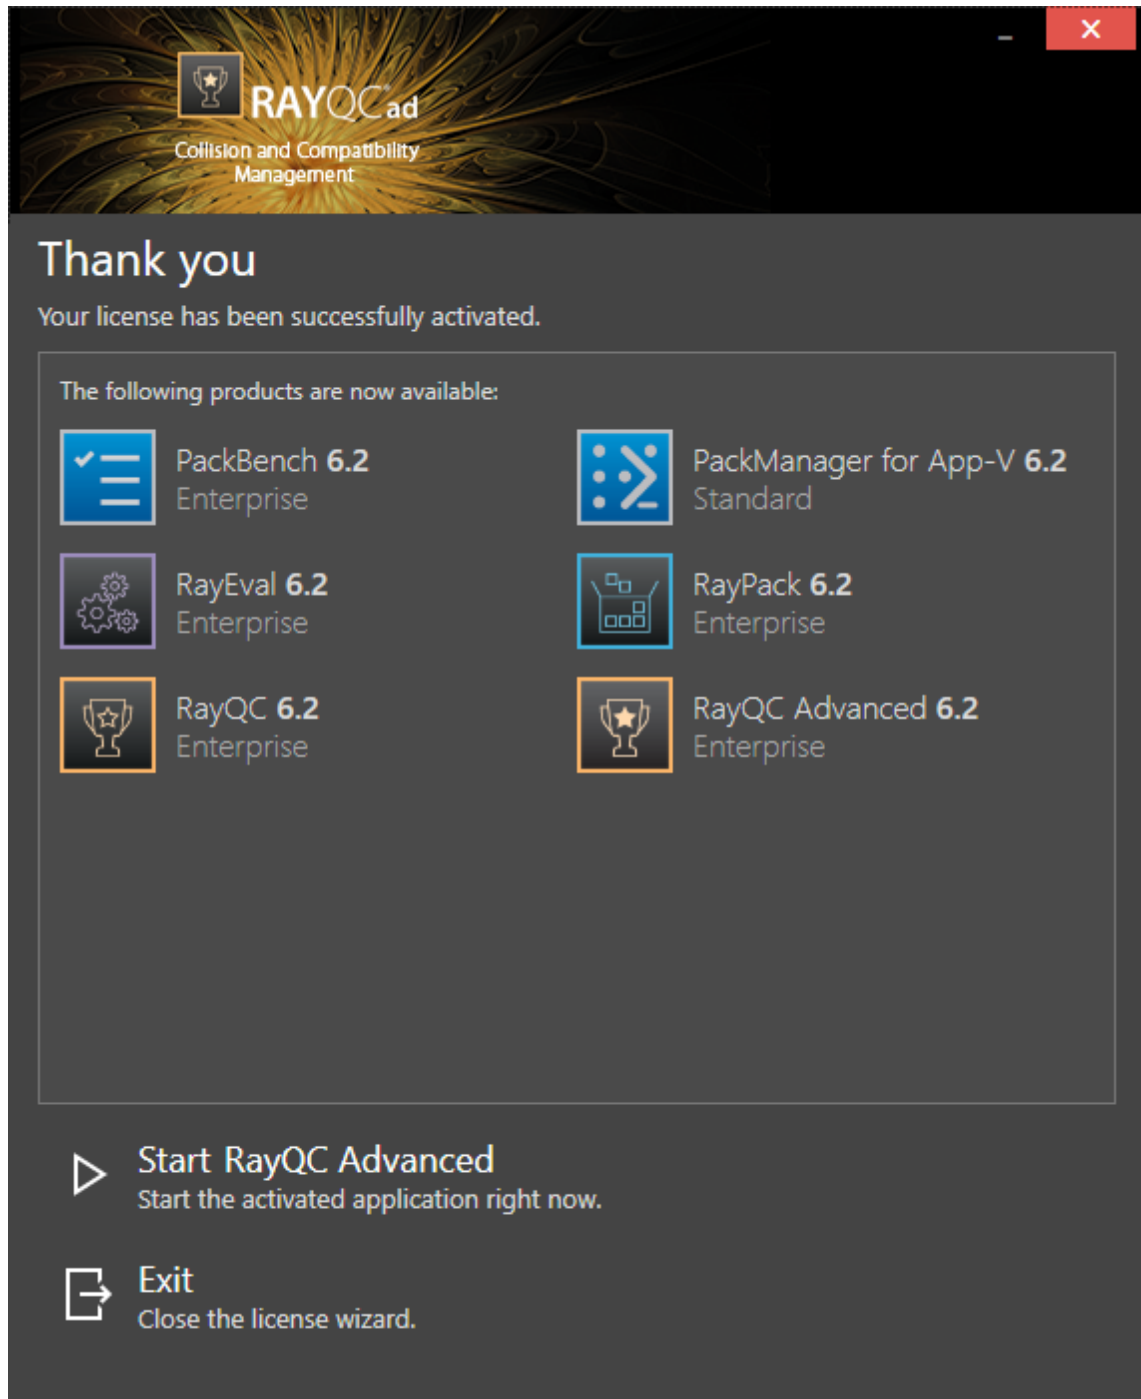 RAYQC®ad
Collision and Compatibility
Management
Thank you
Your license has been successfully activated.
The following products are now available:
PackBench 6.2
Enterprise
PackManager for App-V 6.2
Standard
RayEval 6.2
Enterprise
RayPack 6.2
Enterprise
RayQC 6.2
Enterprise
RayQC Advanced 6.2
Enterprise
Start RayQC Advanced
Start the activated application right now.
Exit
Close the license wizard.